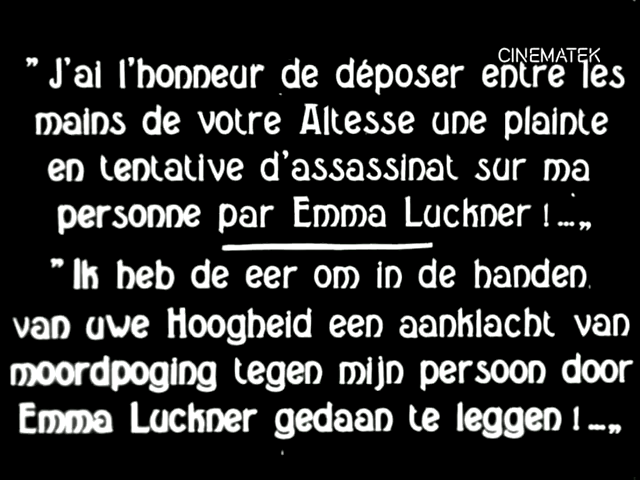 CINEMATEK
"J'ai l'honneur de déposer entre les
mains de votre Altesse une plainte
en tentative d'assassinat sur ma
personne par Emma Luckner !...„
"Ik heb de eer om in de handen
van uwe Hoogheid een aanklacht van
moordpoging tegen mijn persoon door
Emma Luckner gedaan te leggen !...„